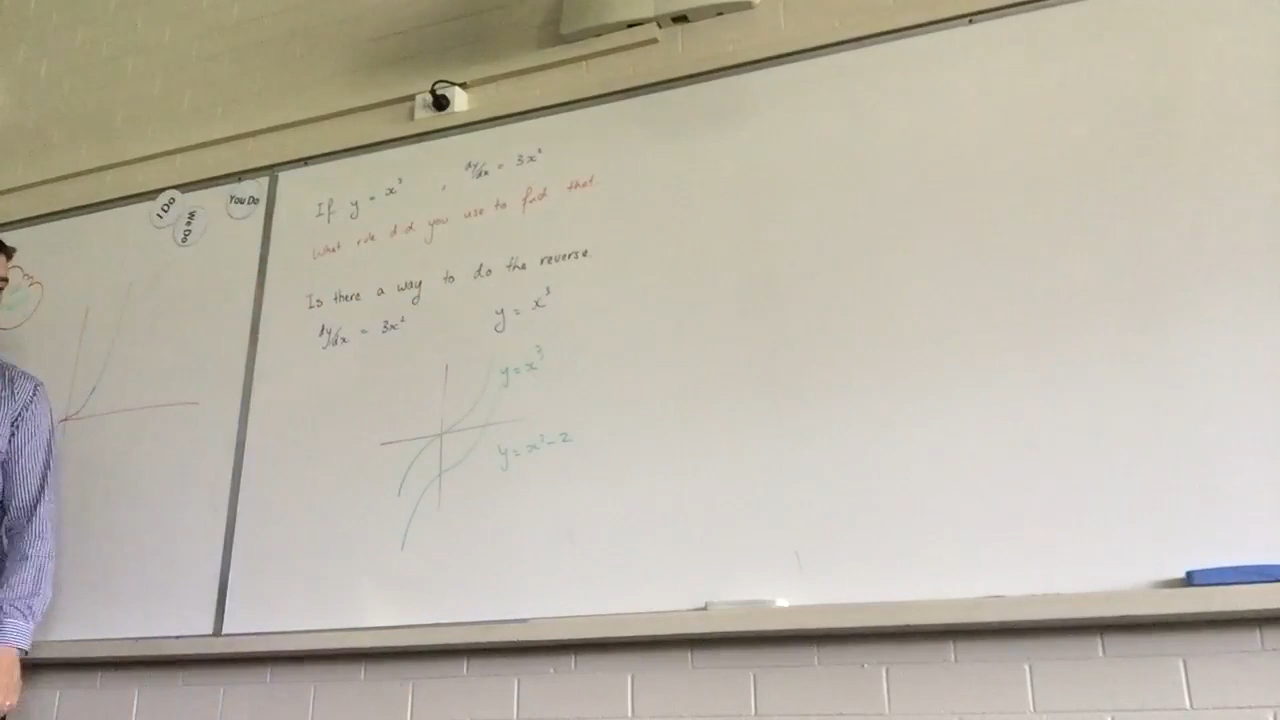 I Do
We Do
You Do
If y = x³, dy/dx = 3x²
What rule did you use to find that.
Is there a way to do the reverse.
dy/dx = 3x² y = x³
y = x³
y = x³ - 2